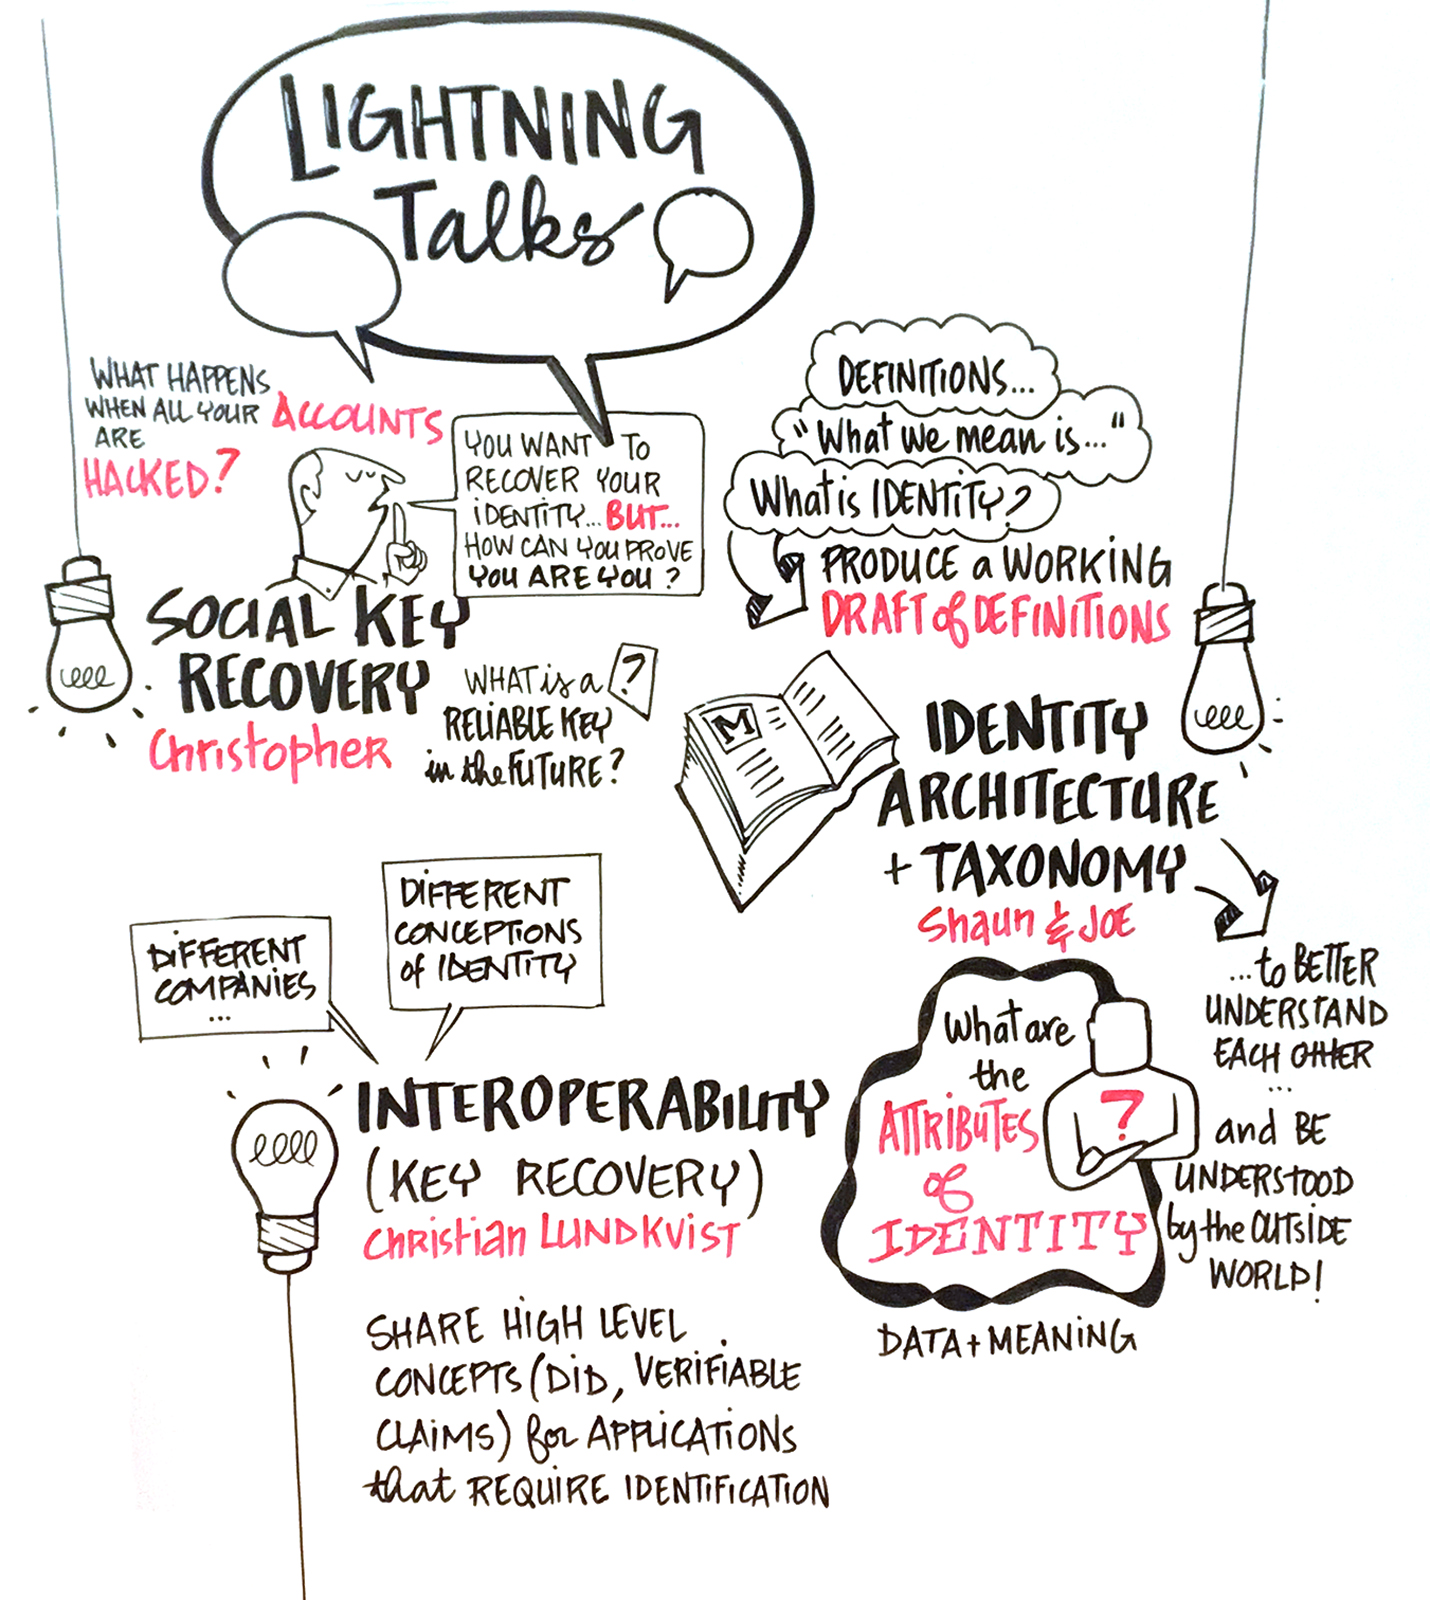 LIGHTNING
Talks
WHAT HAPPENS
WHEN ALL YOUR ACCOUNTS
ARE
HACKED?
YOU WANT TO
RECOVER YOUR
IDENTITY... BUT...
HOW CAN YOU PROVE
YOU ARE YOU?
SOCIAL KEY
RECOVERY
Christopher
WHAT is a ?
RELIABLE KEY
in the FUTURE?
DEFINITIONS...
"What we mean is..."
What is IDENTITY?
PRODUCE a WORKING
DRAFT of DEFINITIONS
M
IDENTITY
ARCHITECTURE
+ TAXONOMY
Shaun & JOE
...to BETTER
UNDERSTAND
EACH OTHER
...
and BE
UNDERSTOOD
by the OUTSIDE
WORLD!
What are
the
ATTRIBUTES
of
IDENTITY
?
DATA + MEANING
DIFFERENT
COMPANIES
...
DIFFERENT
CONCEPTIONS
of IDENTITY
INTEROPERABILITY
(KEY RECOVERY)
Christian LUNDKVIST
SHARE HIGH LEVEL
CONCEPTS (DID, VERIFIABLE
CLAIMS) for APPLICATIONS
that REQUIRE IDENTIFICATION